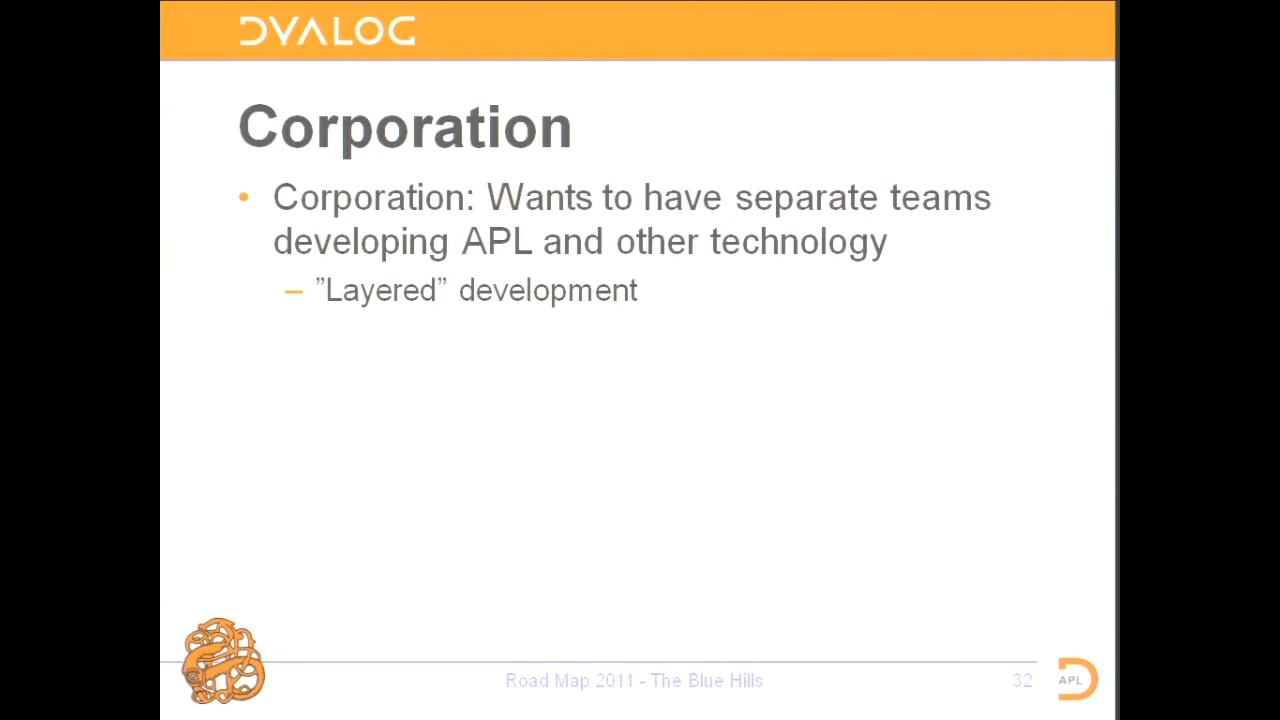 DYALOG
Corporation
• Corporation: Wants to have separate teams
developing APL and other technology
– ”Layered” development
Road Map 2011 - The Blue Hills
32
APL